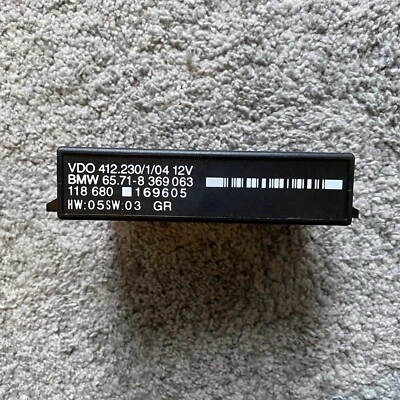 VDO 412.230/1/04 12V
BMW 65.71-8 369 063
118 680 169605
HW:05SW:03 GR